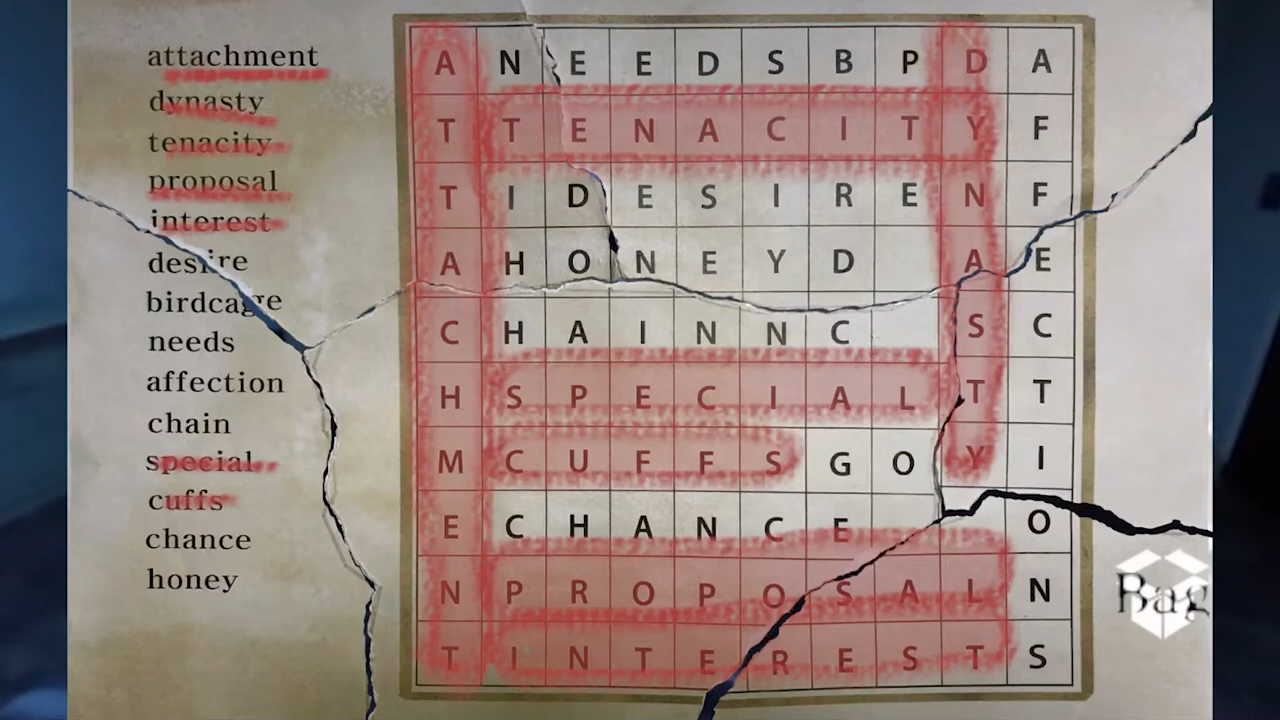 attachment
dynasty
tenacity
proposal
interest
desire
birdcage
needs
affection
chain
special
cuffs
chance
honey
A N E E D S B P D A
T T E N A C I T Y F
T I D E S I R E N F
A H O N E Y D A E
C H A I N N C S C
H S P E C I A L T T
M C U F F S G O Y I
E C H A N C E O
N P R O P O S A L N
T I N T E R E S T S
Bag